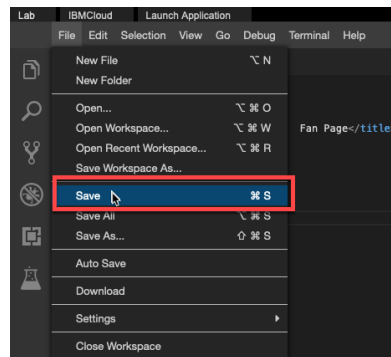 Lab IBMCloud Launch Application
File Edit Selection View Go Debug Terminal Help
New File ⌥ N
New Folder
Open... ⌥ ⌘ O
Open Workspace... ⌥ ⌘ W
Fan Page</title
Open Recent Workspace... ⌥ ⌘ R
Save Workspace As...
Save ⌘ S
Save All ⌥ ⌘ S
Save As... ⇧ ⌘ S
Auto Save
Download
Settings
Close Workspace